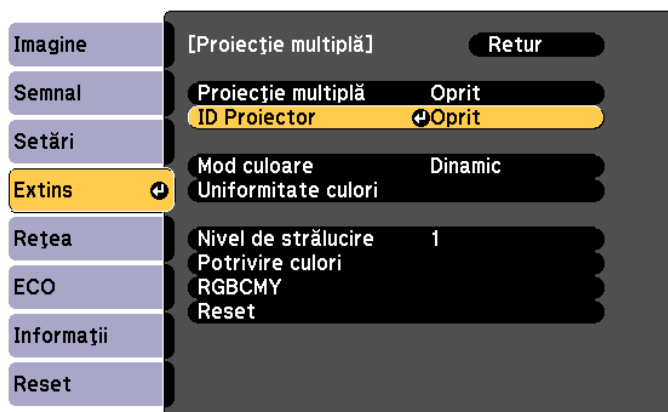 Imagine
Semnal
Setări
Extins
Reţea
ECO
Informaţii
Reset
[Proiecţie multiplă] Retur
Proiecţie multiplă Oprit
ID Proiector Oprit
Mod culoare Dinamic
Uniformitate culori
Nivel de strălucire 1
Potrivire culori
RGBCMY
Reset